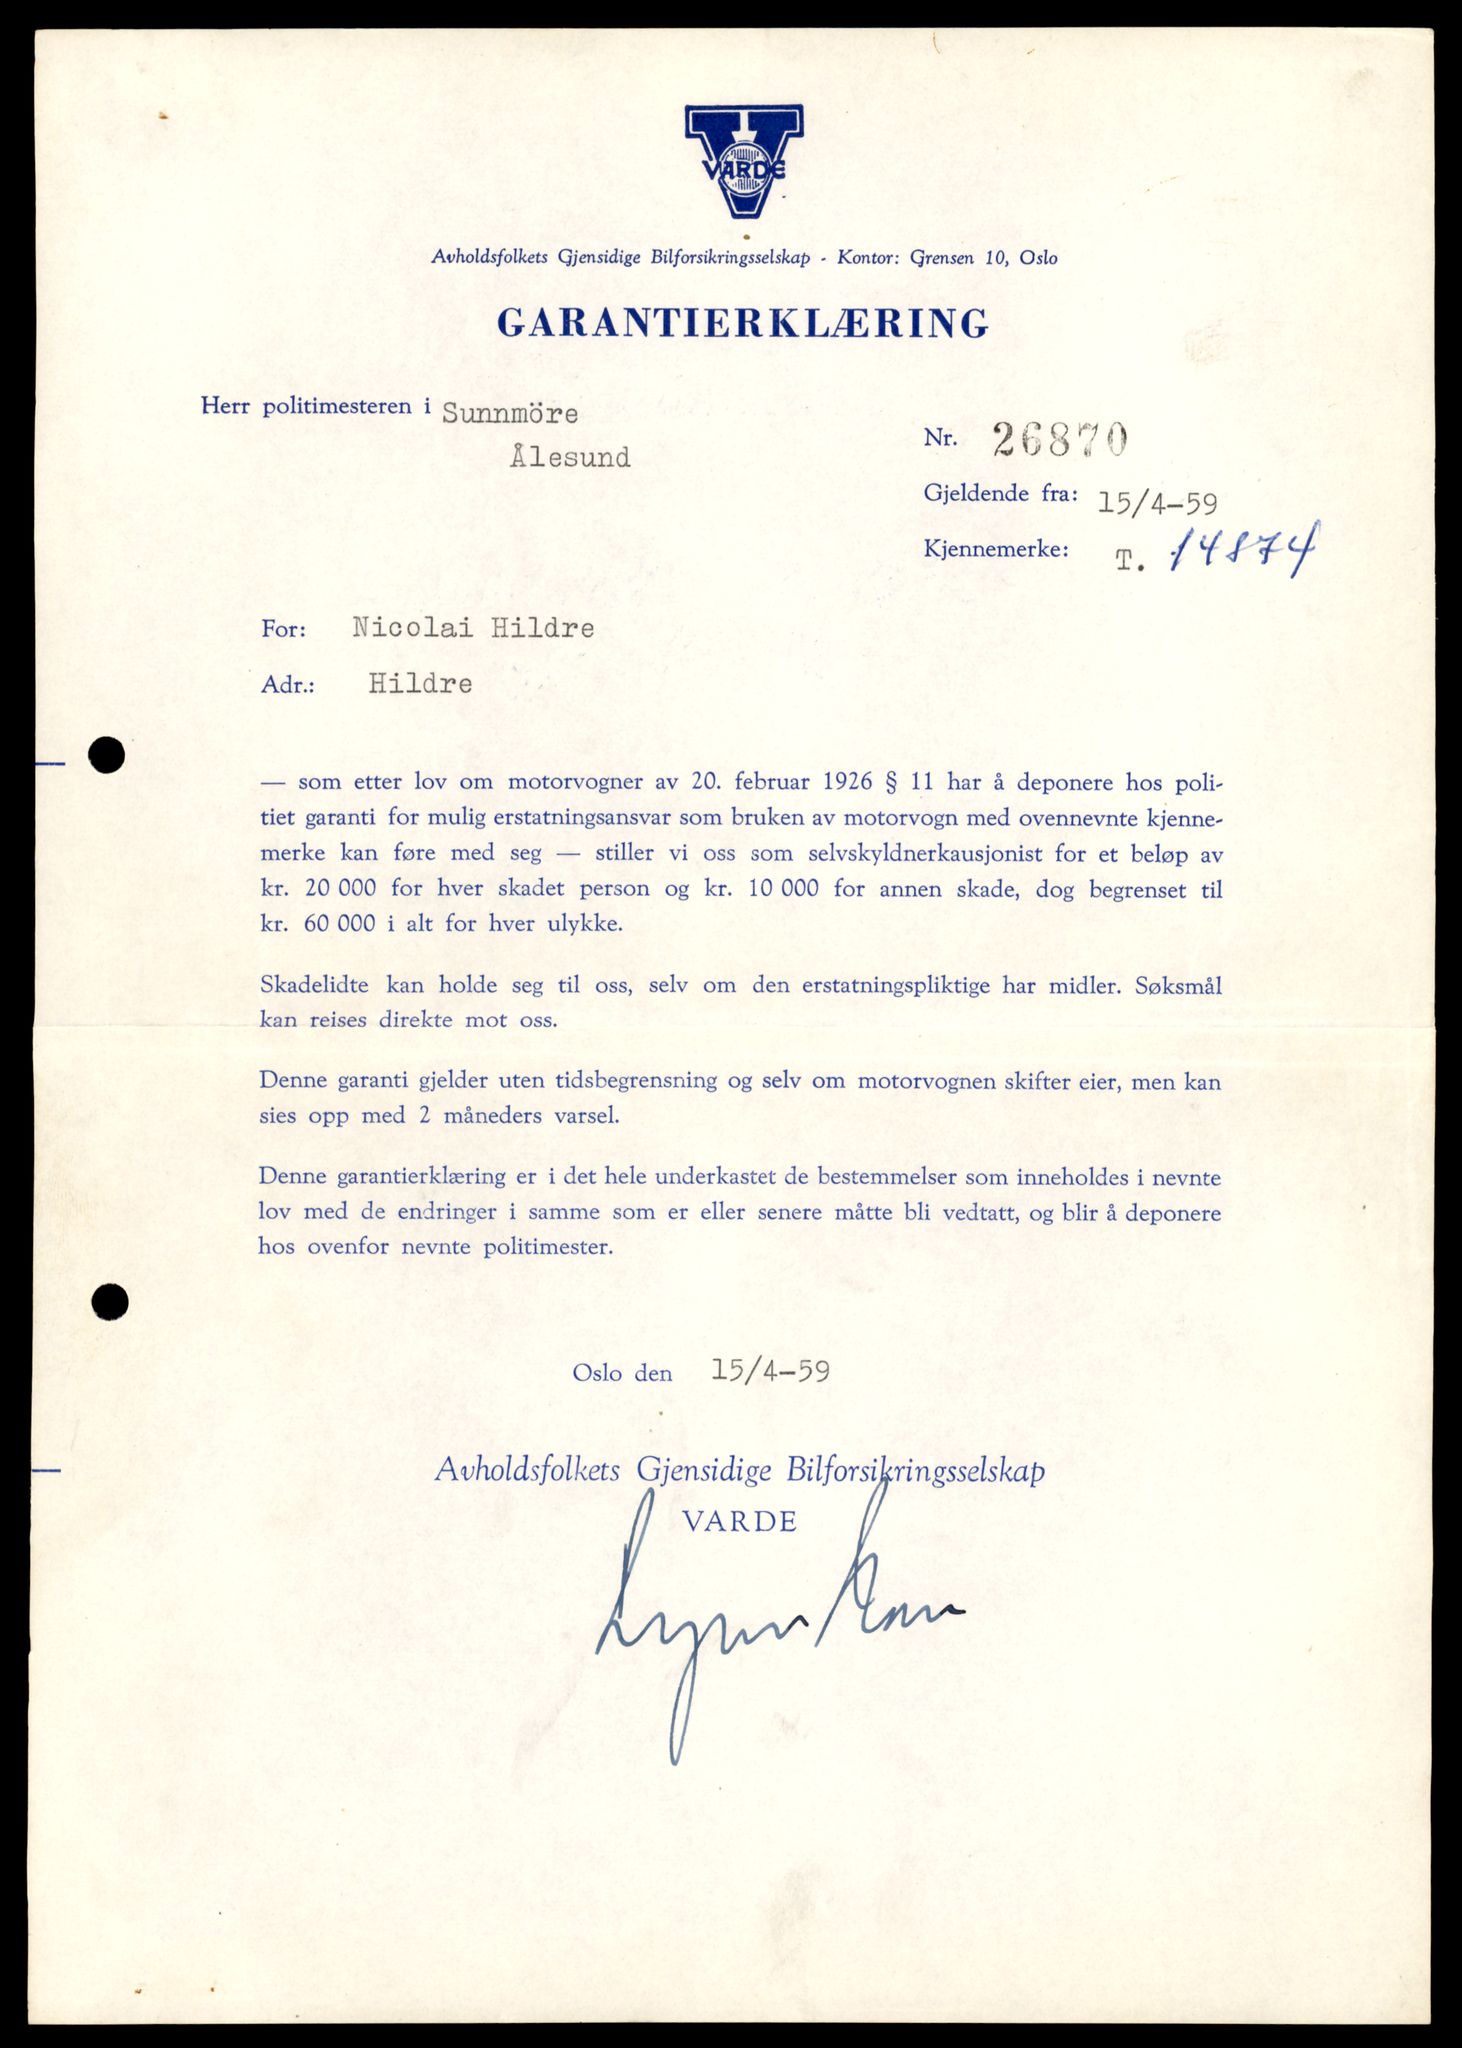 V
VARDE
Avholdsfolkets Gjensidige Bilforsikringsselskap - Kontor: Grensen 10, Oslo
GARANTIERKLÆRING
Herr politimesteren i Sunnmöre
Ålesund
Nr. 26870
Gjeldende fra: 15/4-59
Kjennemerke: T. 14874
For: Nicolai Hildre
Adr.: Hildre
— som etter lov om motorvogner av 20. februar 1926 § 11 har å deponere hos poli-
tiet garanti for mulig erstatningsansvar som bruken av motorvogn med ovennevnte kjenne-
merke kan føre med seg — stiller vi oss som selvskyldnerkausjonist for et beløp av
kr. 20 000 for hver skadet person og kr. 10 000 for annen skade, dog begrenset til
kr. 60 000 i alt for hver ulykke.
Skadelidte kan holde seg til oss, selv om den erstatningspliktige har midler. Søksmål
kan reises direkte mot oss.
Denne garanti gjelder uten tidsbegrensning og selv om motorvognen skifter eier, men kan
sies opp med 2 måneders varsel.
Denne garantierklæring er i det hele underkastet de bestemmelser som inneholdes i nevnte
lov med de endringer i samme som er eller senere måtte bli vedtatt, og blir å deponere
hos ovenfor nevnte politimester.
Oslo den 15/4-59
Avholdsfolkets Gjensidige Bilforsikringsselskap
VARDE